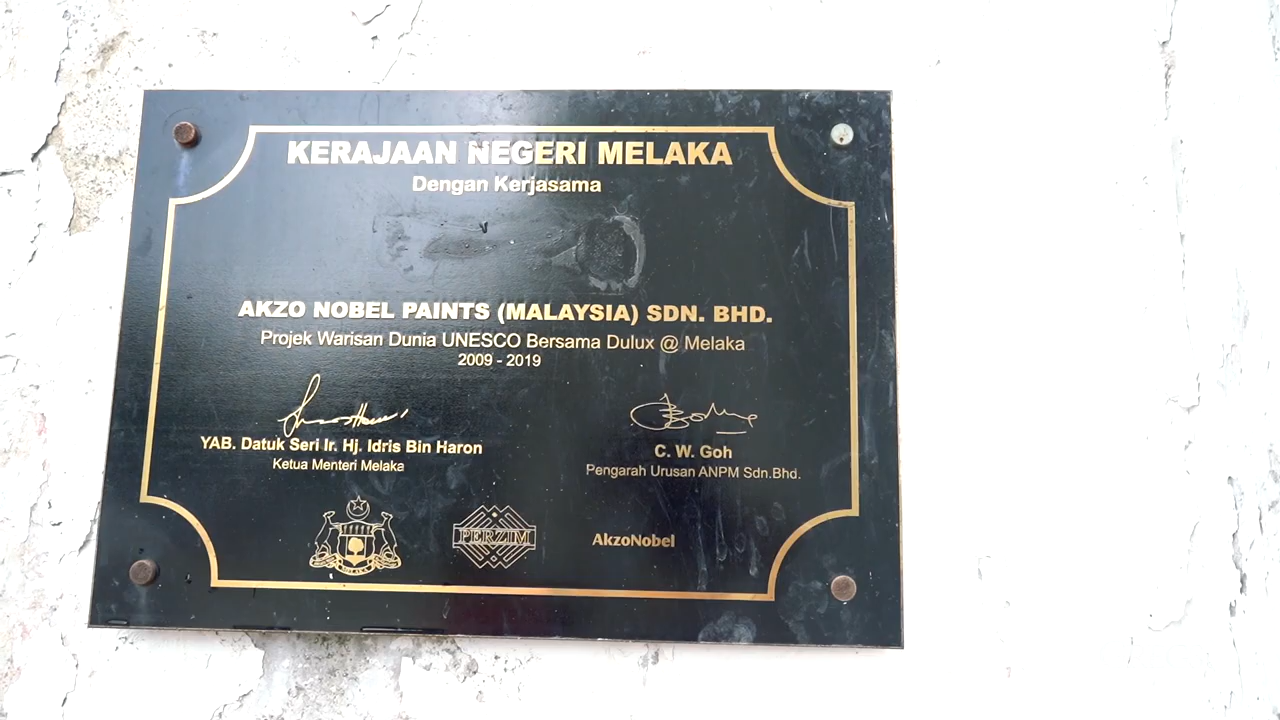 KERAJAAN NEGERI MELAKA
Dengan Kerjasama
AKZO NOBEL PAINTS (MALAYSIA) SDN. BHD.
Projek Warisan Dunia UNESCO Bersama Dulux @ Melaka
2009 - 2019
YAB. Datuk Seri Ir. Hj. Idris Bin Haron
Ketua Menteri Melaka
C. W. Goh
Pengarah Urusan ANPM Sdn.Bhd.
MELAKA
PERZIM
AkzoNobel